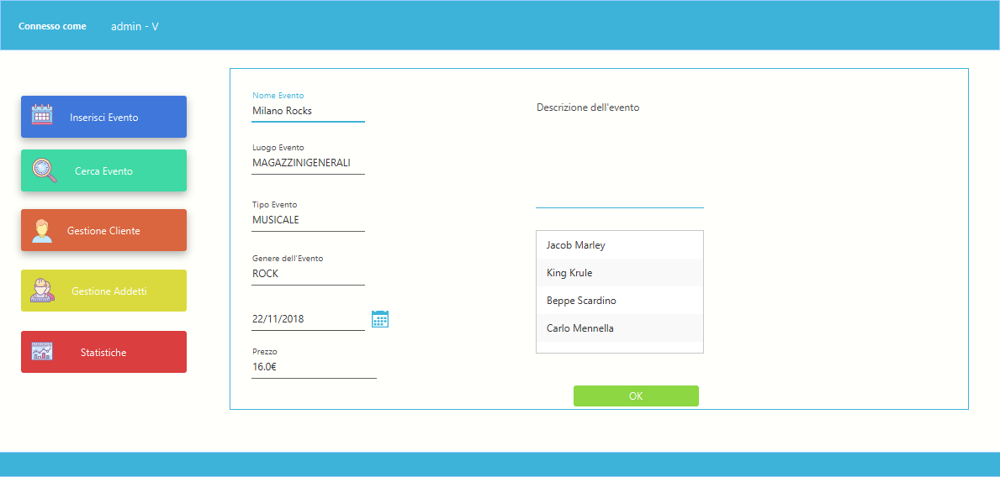 Connesso come admin - V
Inserisci Evento
Cerca Evento
Gestione Cliente
Gestione Addetti
Statistiche
Nome Evento
Milano Rocks
Luogo Evento
MAGAZZINIGENERALI
Tipo Evento
MUSICALE
Genere dell'Evento
ROCK
22/11/2018
Prezzo
16.0€
Descrizione dell'evento
Jacob Marley
King Krule
Beppe Scardino
Carlo Mennella
OK